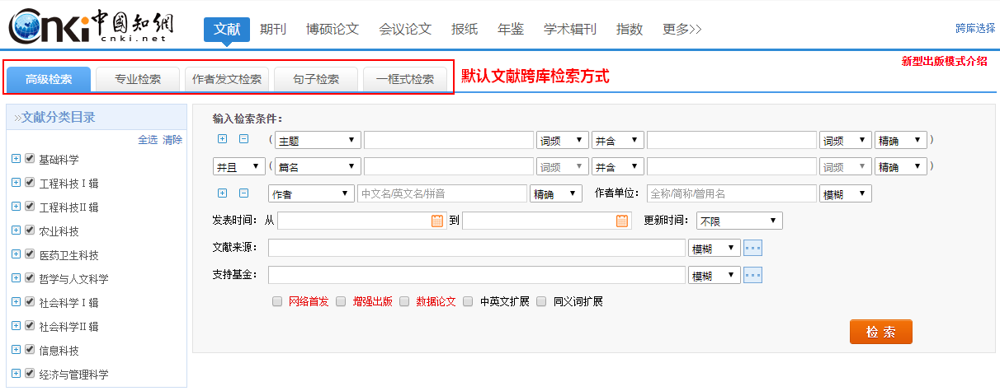 Cnki 中國知網
cnki.net
文献 期刊 博硕论文 会议论文 报纸 年鉴 学术辑刊 指数 更多>> 跨库选择
新型出版模式介绍
高级检索 专业检索 作者发文检索 句子检索 一框式检索 默认文献跨库检索方式
»文献分类目录
全选 清除
基础科学
工程科技 I 辑
工程科技II 辑
农业科技
医药卫生科技
哲学与人文科学
社会科学 I 辑
社会科学II 辑
信息科技
经济与管理科学
输入检索条件：
( 主题 词频 并含 词频 精确 )
并且 ( 篇名 词频 并含 词频 精确 )
作者 中文名/英文名/拼音 精确 作者单位： 全称/简称/曾用名 模糊
发表时间： 从 到 更新时间： 不限
文献来源： 模糊 ...
支持基金： 模糊 ...
网络首发 增强出版 数据论文 中英文扩展 同义词扩展
检 索